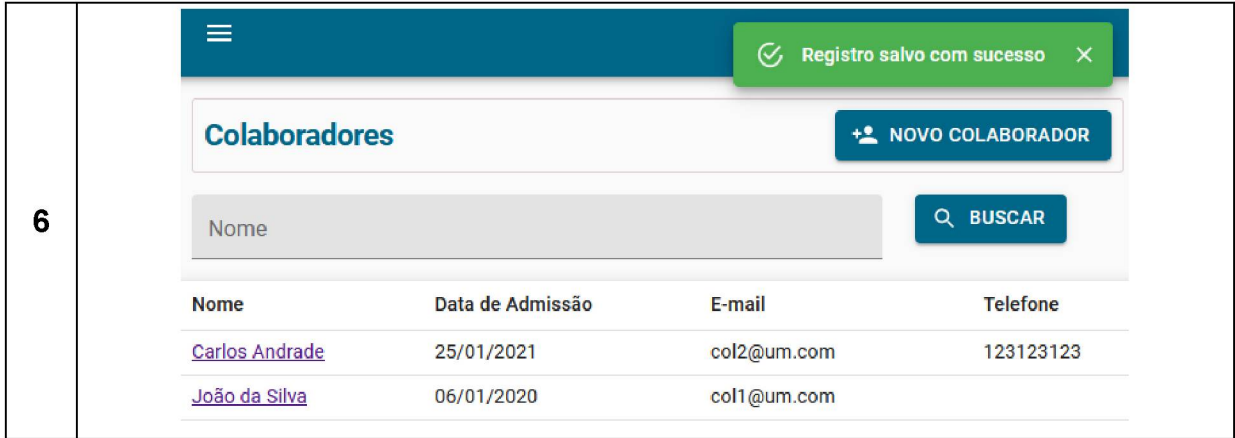 Registro salvo com sucesso
Colaboradores
NOVO COLABORADOR
6
Nome
BUSCAR
Nome Data de Admissão E-mail Telefone
Carlos Andrade 25/01/2021 col2@um.com 123123123
João da Silva 06/01/2020 col1@um.com